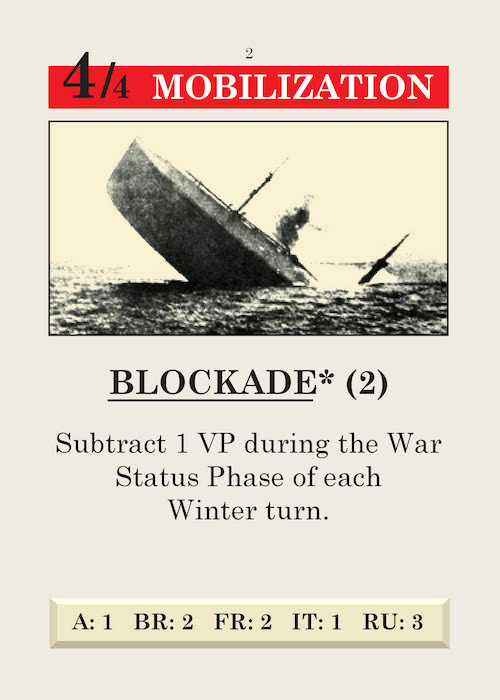 2
4/4 MOBILIZATION
BLOCKADE* (2)
Subtract 1 VP during the War
Status Phase of each
Winter turn.
A: 1 BR: 2 FR: 2 IT: 1 RU: 3